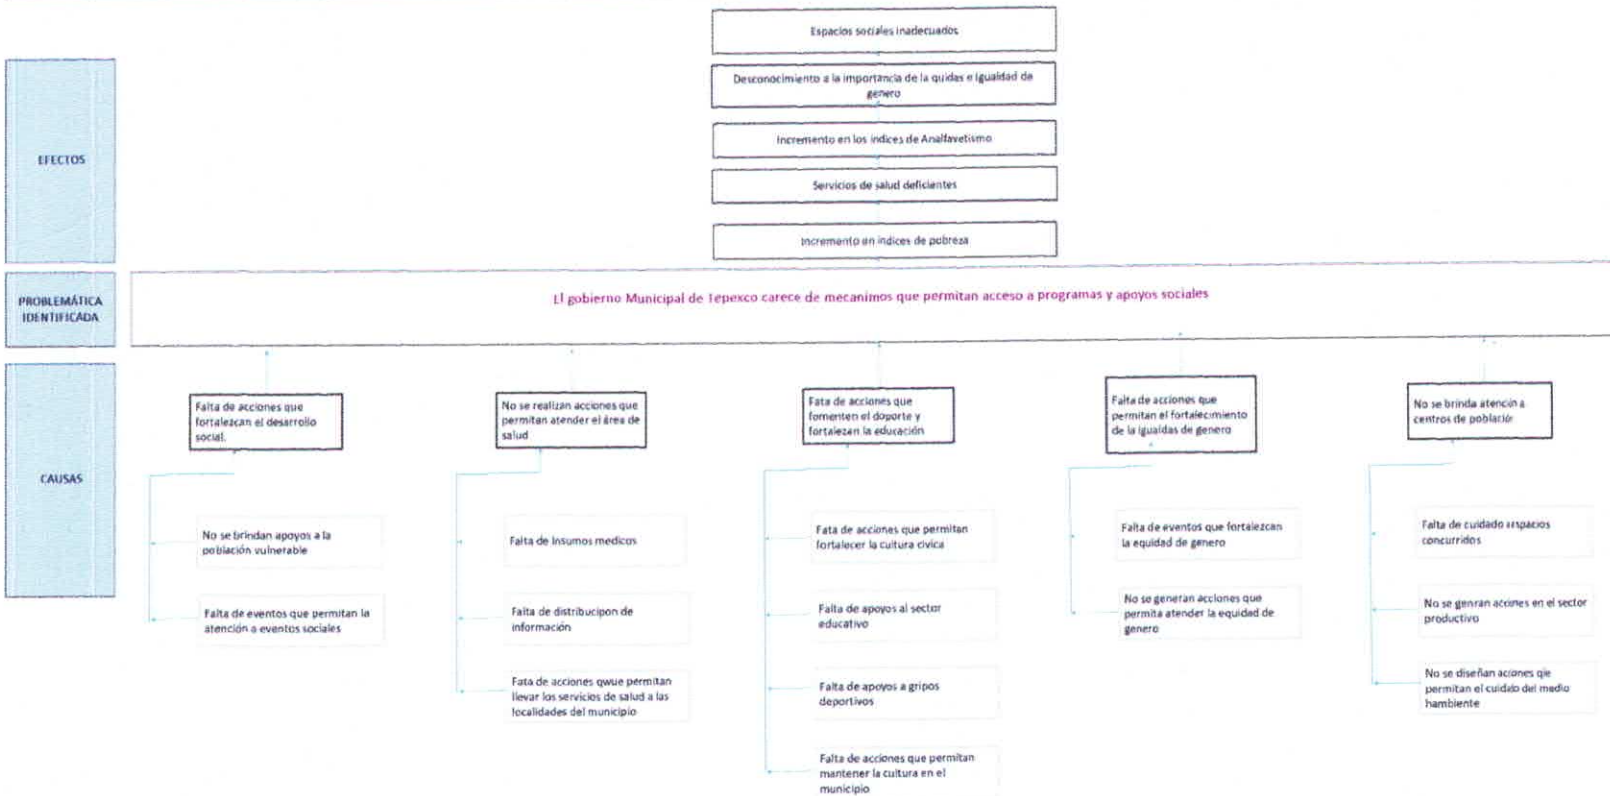 Espacios sociales inadecuados
Desconocimiento a la importancia de la quidas e igualdad de
genero
EFECTOS
Incremento en los indices de Analfavetismo
Servicios de salud deficientes
Incremento en indices de pobreza
PROBLEMÁTICA
IDENTIFICADA
El gobierno Municipal de Tepexco carece de mecanimos que permitan acceso a programas y apoyos sociales
CAUSAS
Falta de acciones que
fortalezcan el desarrollo
social.
No se brindan apoyos a la
población vulnerable
Falta de eventos que permitan la
atención a eventos sociales
No se realizan acciones que
permitan atender el área de
salud
Falta de insumos medicos
Falta de distribucipon de
información
Fata de acciones qwue permitan
llevar los servicios de salud a las
localidades del municipio
Fata de acciones que
fomenten el doporte y
fortalezan la educación
Fata de acciones que permitan
fortalecer la cultura civica
Falta de apoyos al sector
educativo
Falta de apoyos a gripos
deportivos
Falta de acciones que permitan
mantener la cultura en el
municipio
Falta de acciones que
permitan el fortalecimiento
de la igualdas de genero
Falta de eventos que fortalezcan
la equidad de genero
No se generan acciones que
permita atender la equidad de
genero
No se brinda atención a
centros de población
Falta de cuidado
concurridos
No se genran acciones en el sector
productivo
No se diseñan acciones qie
permitan el cuidado del medio
hambiente